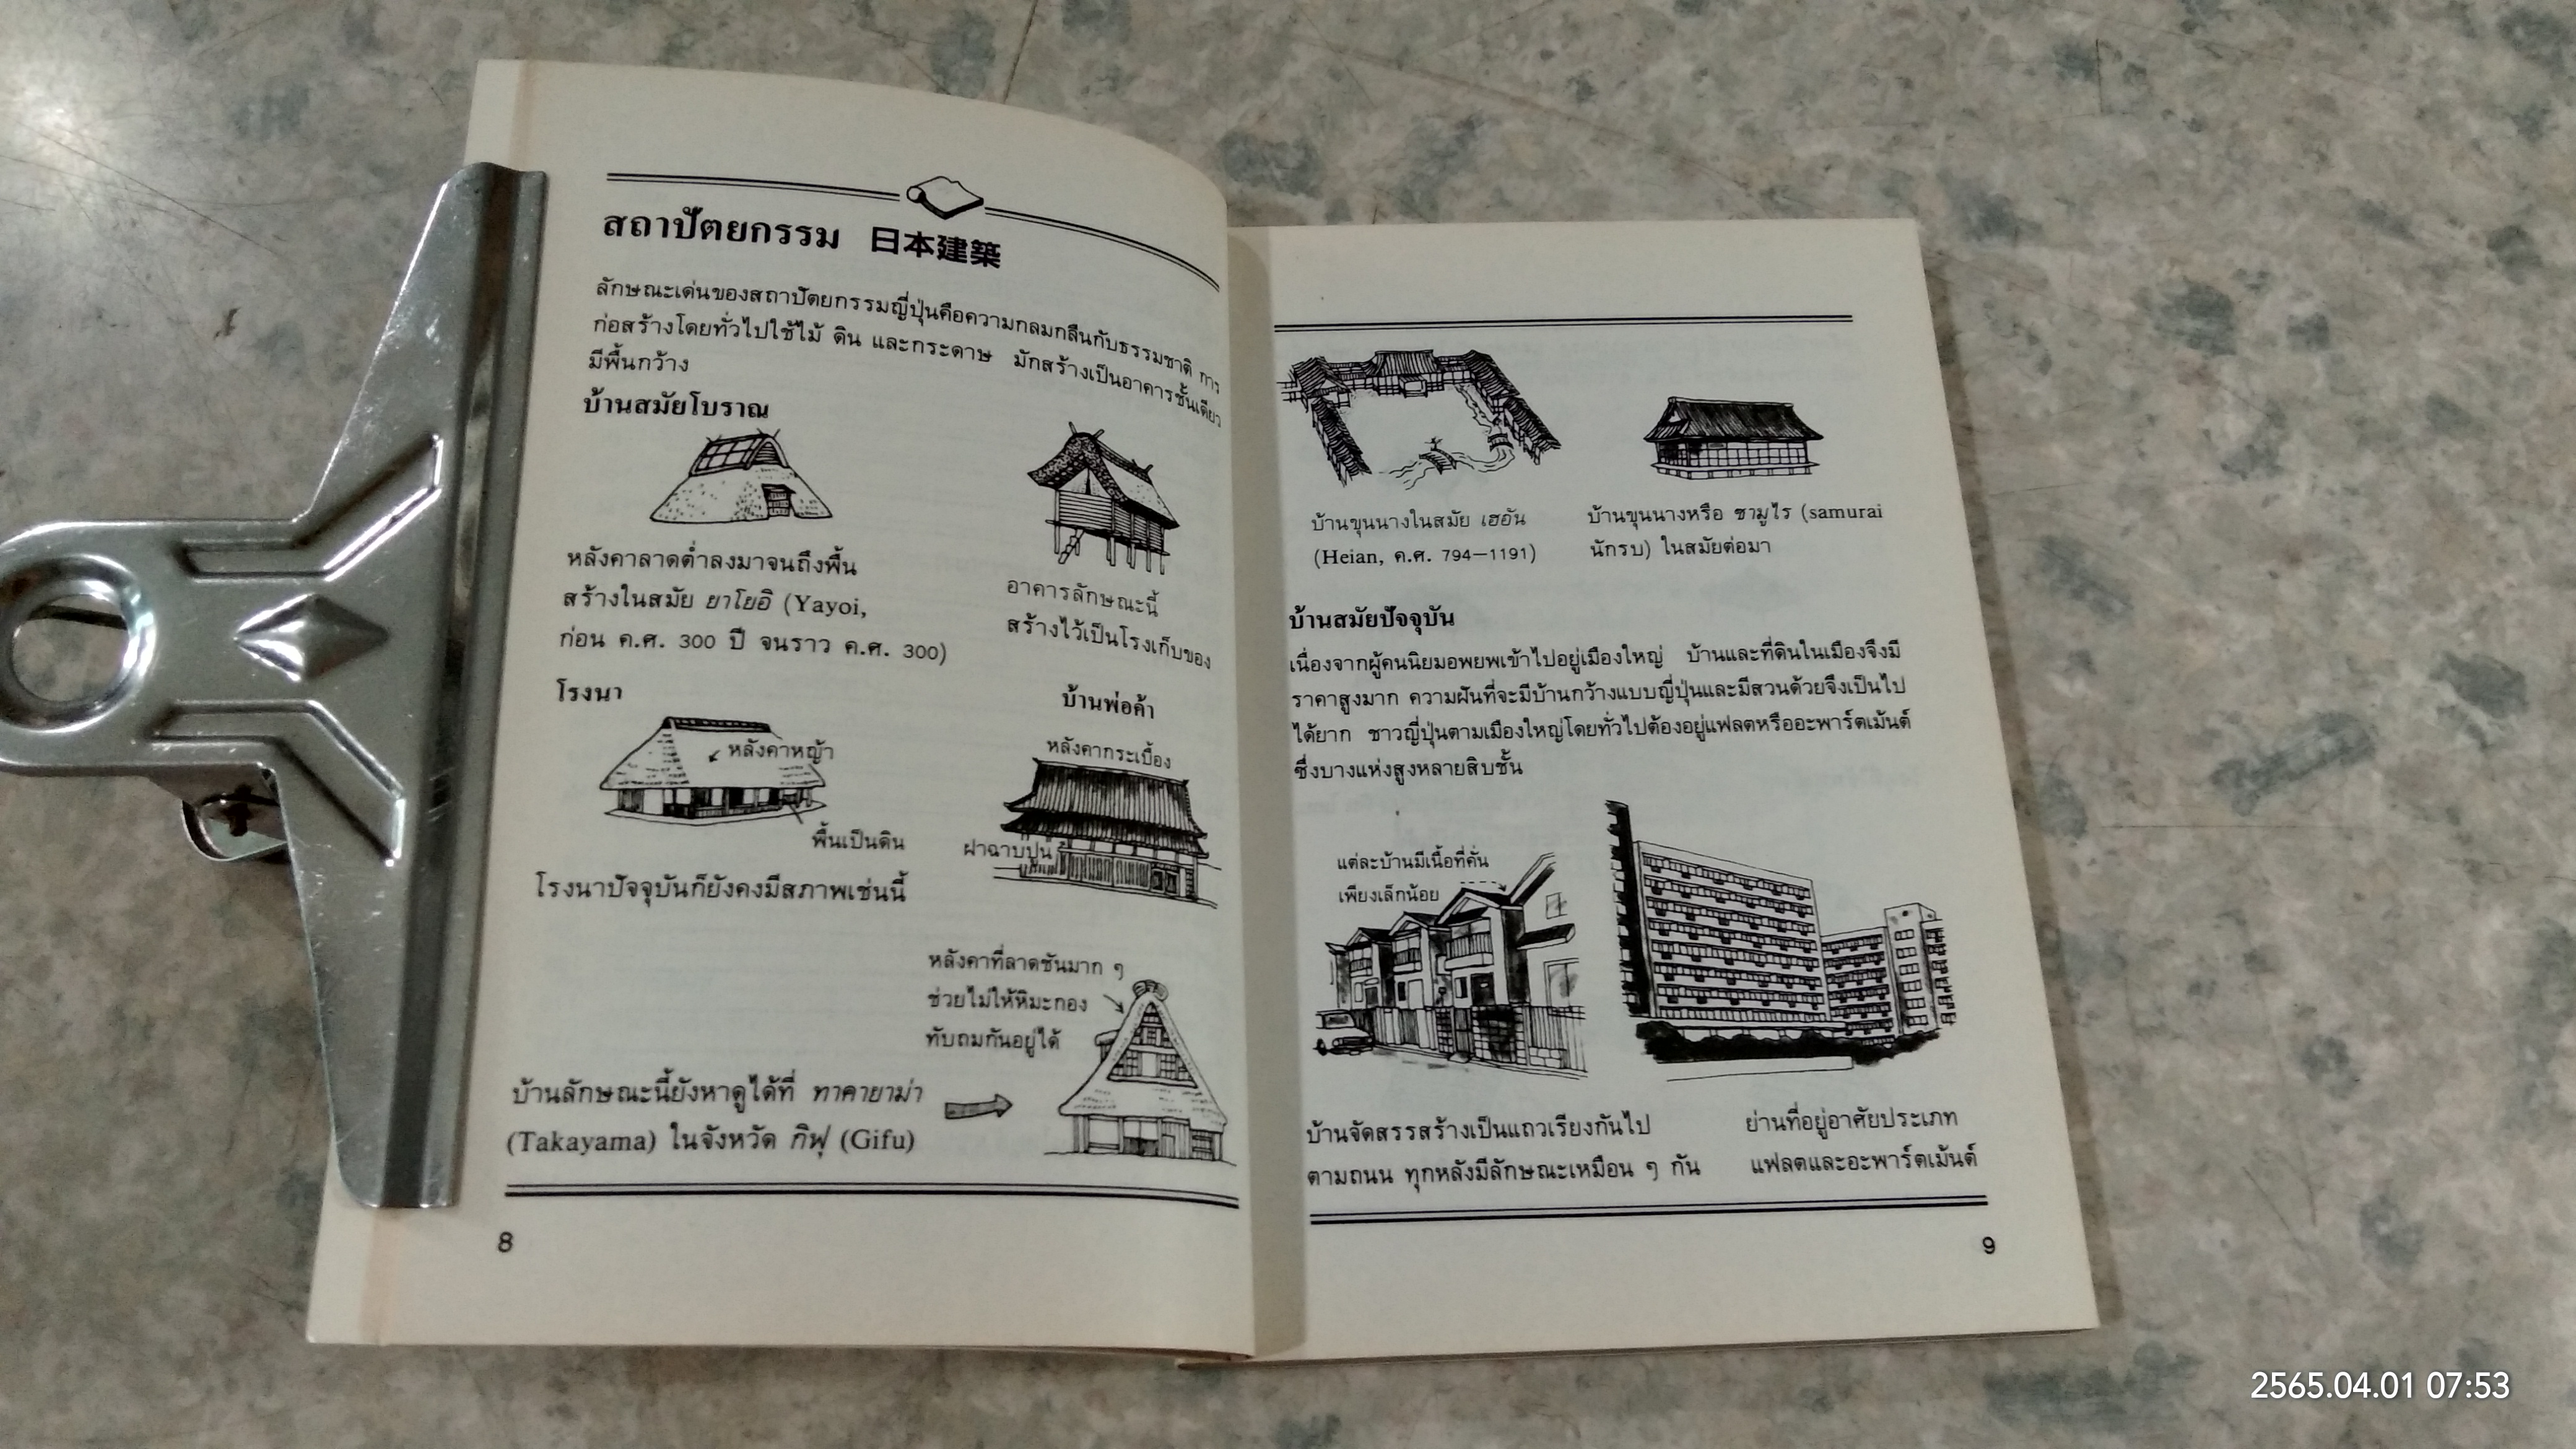 สถาปัตยกรรม 日本建築
ลักษณะเด่นของสถาปัตยกรรมญี่ปุ่นคือความกลมกลืนกับธรรมชาติ การ
ก่อสร้างโดยทั่วไปใช้ไม้ ดิน และกระดาษ มักสร้างเป็นอาคารชั้นเดียว
มีพื้นกว้าง
บ้านสมัยโบราณ
หลังคาลาดต่ำลงมาจนถึงพื้น
สร้างในสมัย ยาโยอิ (Yayoi,
ก่อน ค.ศ. 300 ปี จนราว ค.ศ. 300)
อาคารลักษณะนี้
สร้างไว้เป็นโรงเก็บของ
โรงนา
หลังคาหญ้า
พื้นเป็นดิน
โรงนาปัจจุบันก็ยังคงมีสภาพเช่นนี้
บ้านพ่อค้า
หลังคากระเบื้อง
ฝาฉาบปูน
หลังคาที่ลาดชันมาก ๆ
ช่วยไม่ให้หิมะกอง
ทับถมกันอยู่ได้
บ้านลักษณะนี้ยังหาดูได้ที่ ทาคายาม่า
(Takayama) ในจังหวัด กิฟุ (Gifu)
8
บ้านขุนนางในสมัย เฮอัน
(Heian, ค.ศ. 794–1191)
บ้านขุนนางหรือ ซามูไร (samurai
นักรบ) ในสมัยต่อมา
บ้านสมัยปัจจุบัน
เนื่องจากผู้คนนิยมอพยพเข้าไปอยู่เมืองใหญ่ บ้านและที่ดินในเมืองจึงมี
ราคาสูงมาก ความฝันที่จะมีบ้านกว้างแบบญี่ปุ่นและมีสวนด้วยจึงเป็นไป
ได้ยาก ชาวญี่ปุ่นตามเมืองใหญ่โดยทั่วไปต้องอยู่แฟลตหรืออะพาร์ตเม้นต์
ซึ่งบางแห่งสูงหลายสิบชั้น
แต่ละบ้านมีเนื้อที่คั่น
เพียงเล็กน้อย
บ้านจัดสรรสร้างเป็นแถวเรียงกันไป
ตามถนน ทุกหลังมีลักษณะเหมือน ๆ กัน
ย่านที่อยู่อาศัยประเภท
แฟลตและอะพาร์ตเม้นต์
9
2565.04.01 07:53